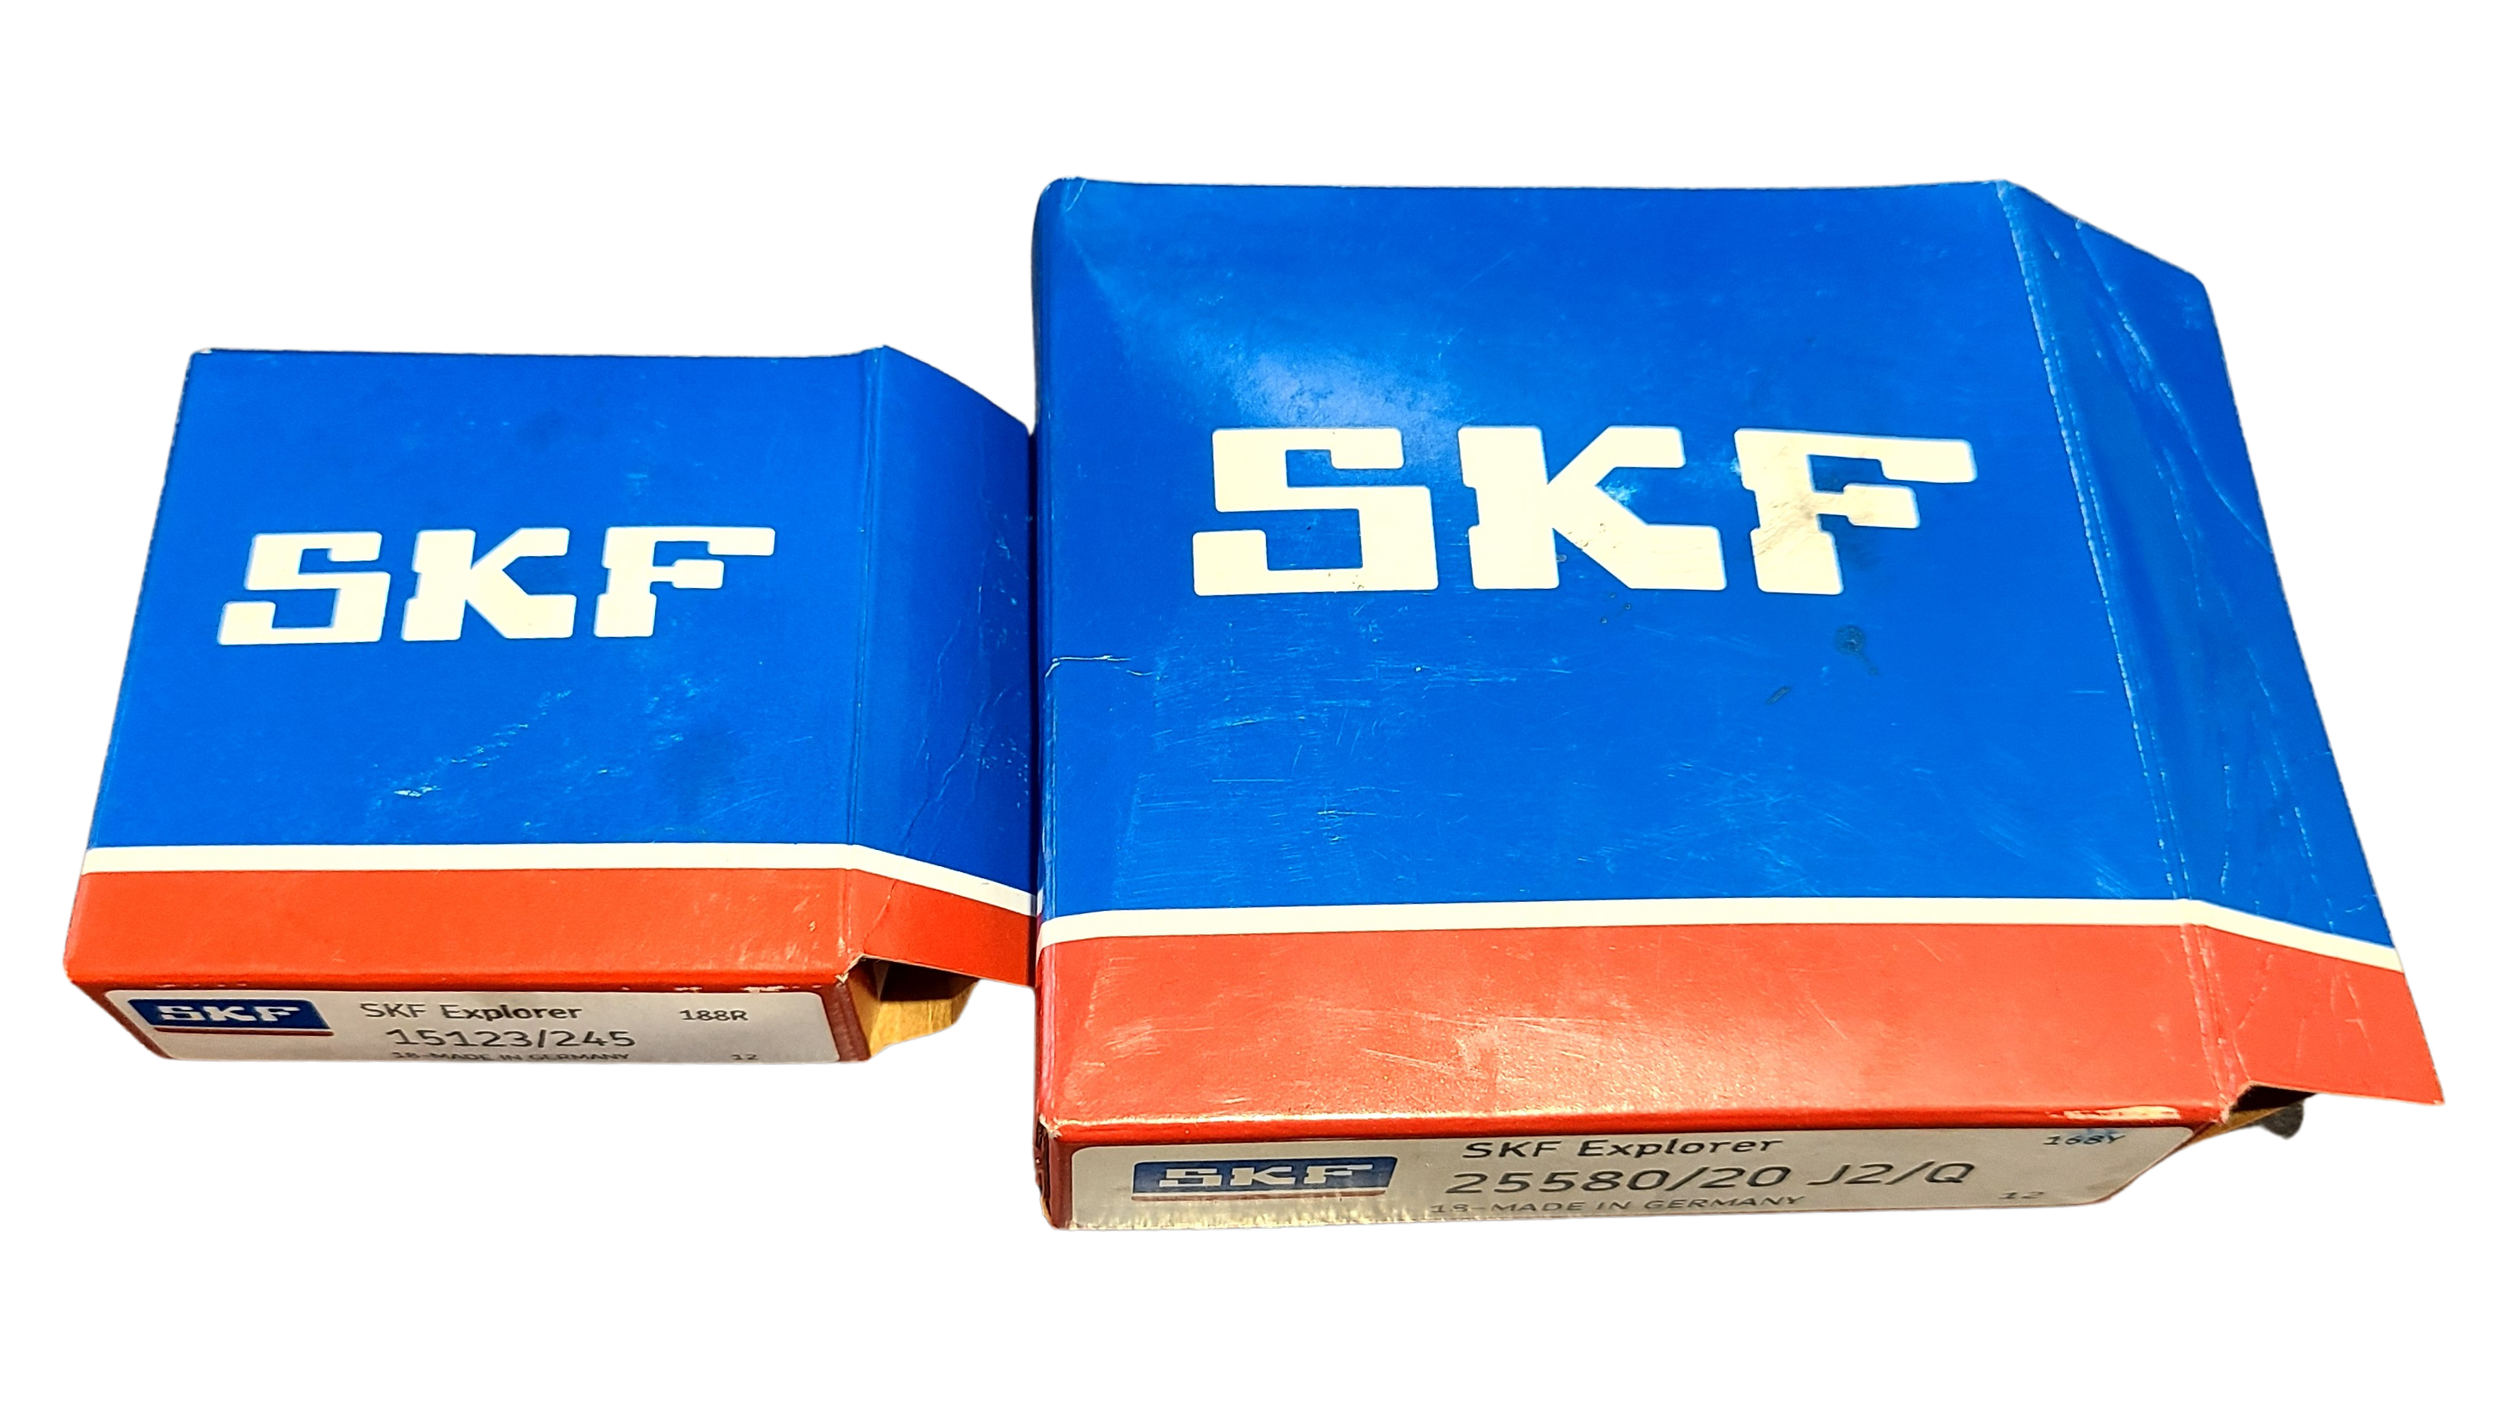 SKF
SKF
SKF
SKF Explorer
188R
15123/245
18-MADE IN GERMANY
12
SKF
SKF Explorer
168Y
25580/20 J2/Q
18-MADE IN GERMANY
12